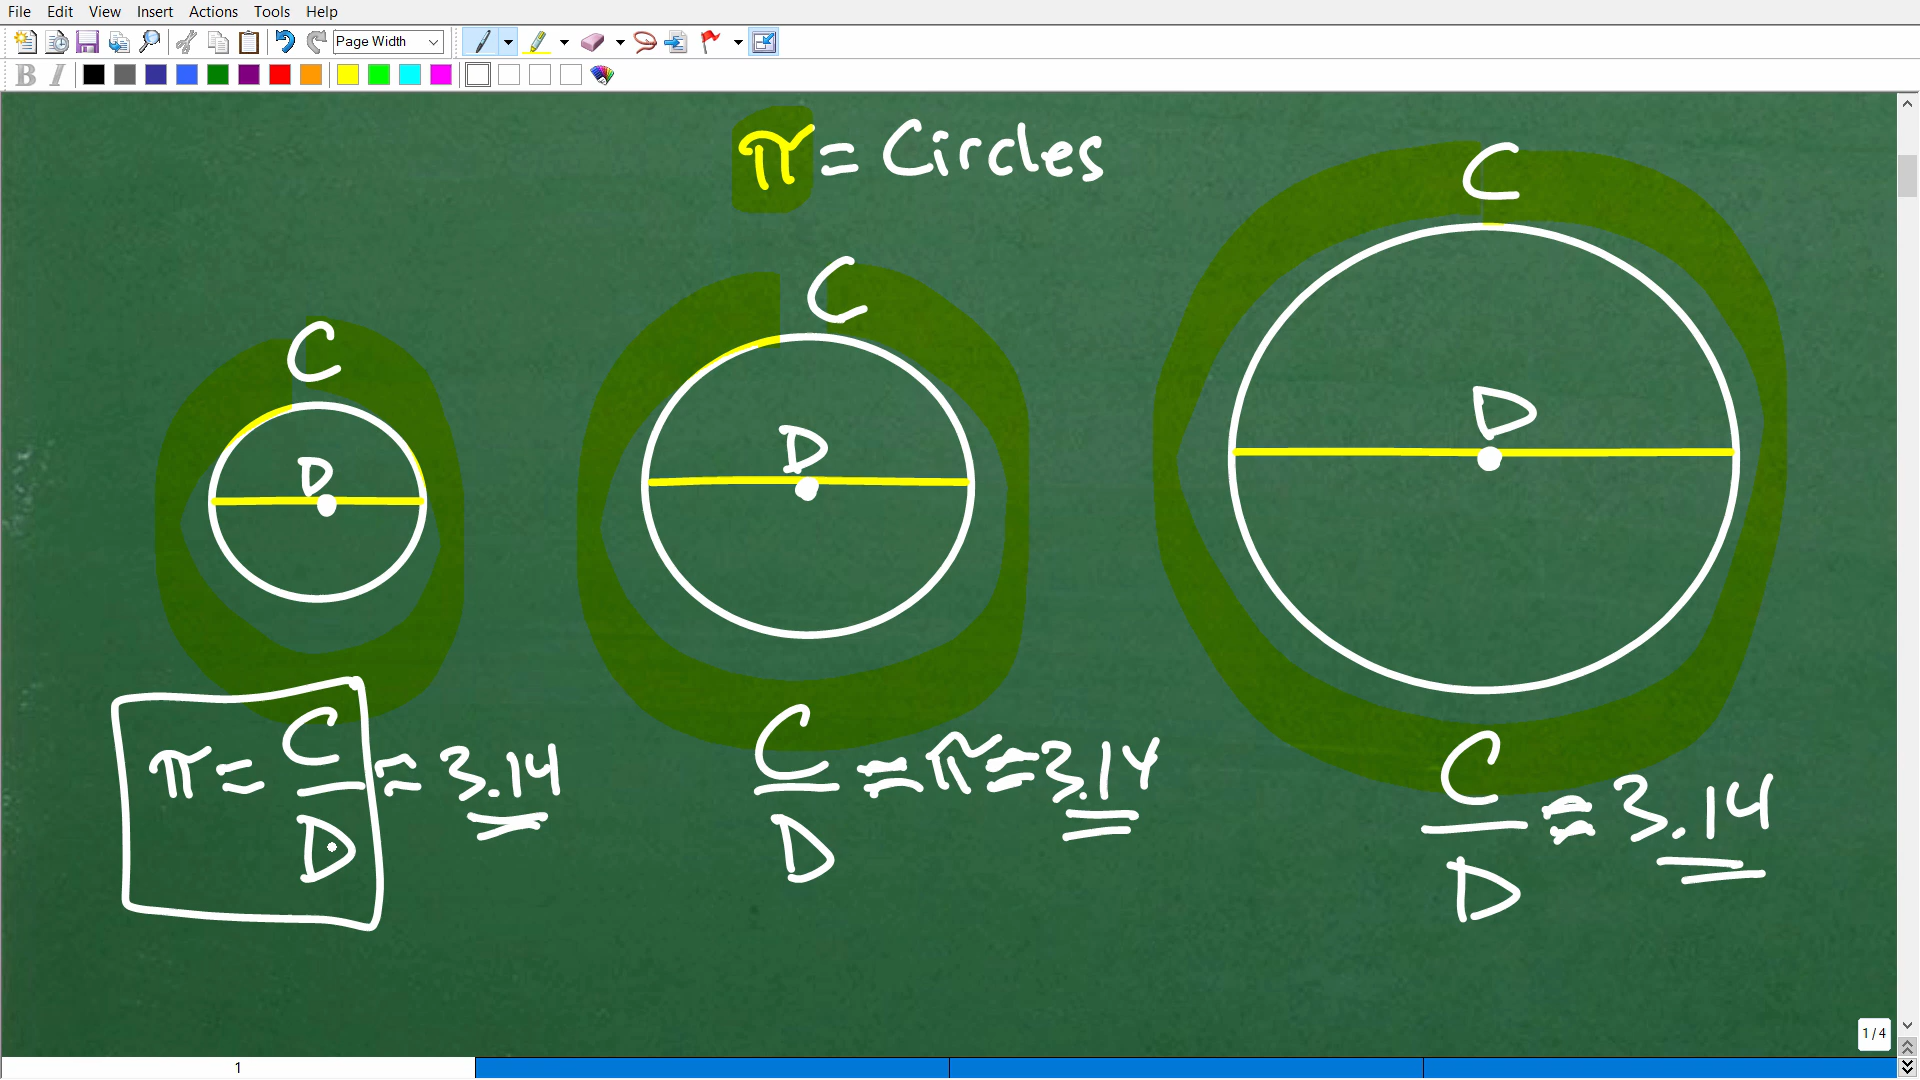 File Edit View Insert Actions Tools Help
Page Width
B I
π = Circles
C
C
C
D
D
D
π = C/D ≈ 3.14
C/D = π = 3.14
C/D ≈ 3.14
1 / 4
1